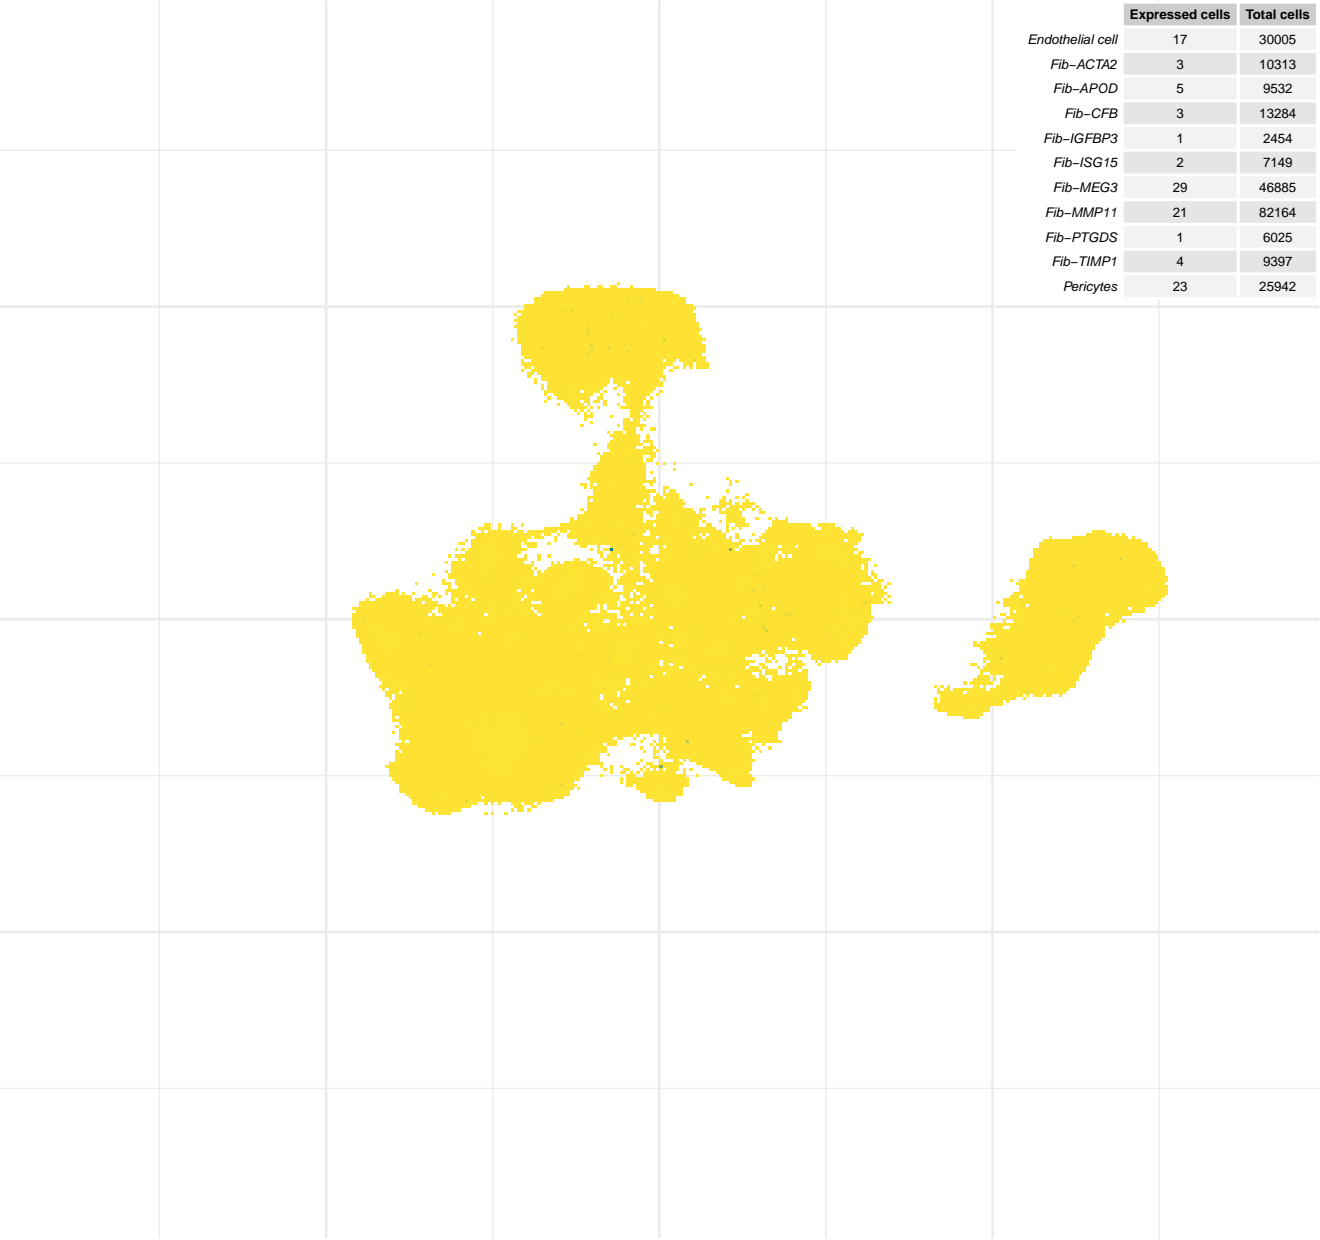 Expressed cells Total cells
Endothelial cell 17 30005
Fib−ACTA2 3 10313
Fib−APOD 5 9532
Fib−CFB 3 13284
Fib−IGFBP3 1 2454
Fib−ISG15 2 7149
Fib−MEG3 29 46885
Fib−MMP11 21 82164
Fib−PTGDS 1 6025
Fib−TIMP1 4 9397
Pericytes 23 25942